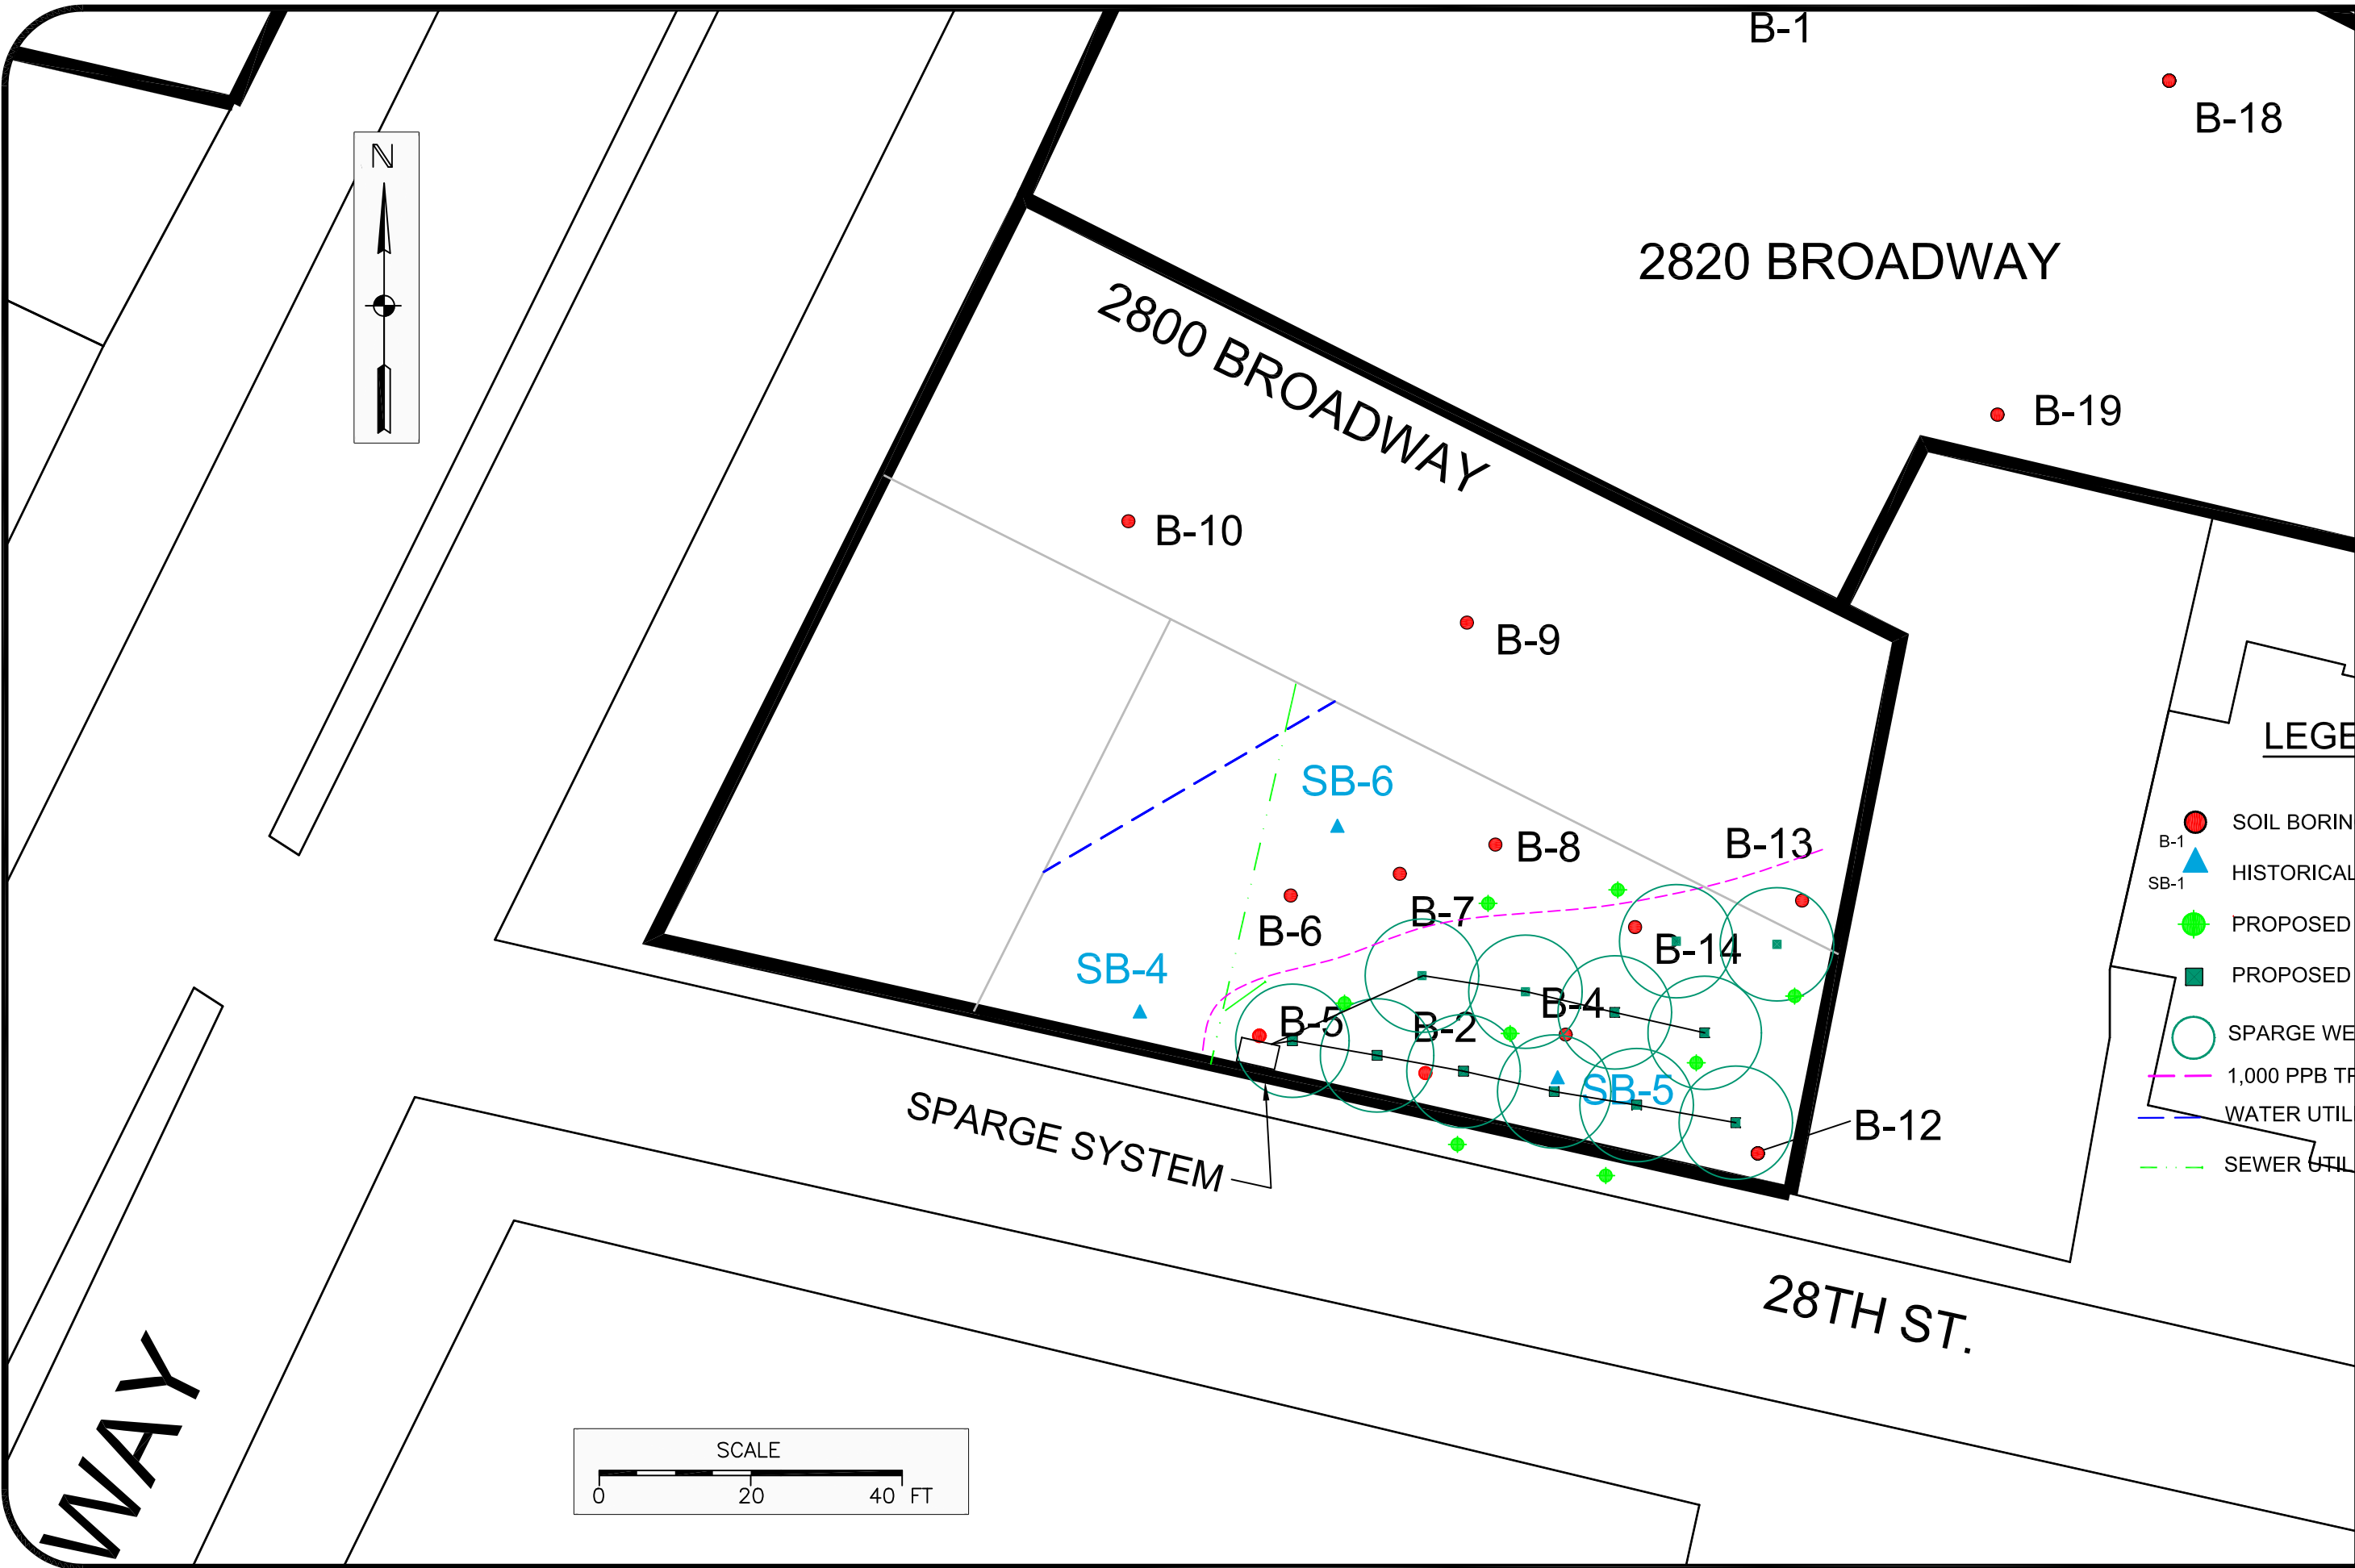 B-1
B-18
N
2820 BROADWAY
2800 BROADWAY
B-19
B-10
B-9
LEGE
SB-6
B-8
B-13
SOIL BORIN
B-1
HISTORICAL
SB-1
B-7
B-6
PROPOSED
B-14
SB-4
PROPOSED
B-5
B-2
B-4
SPARGE WE
1,000 PPB TP
SB-5
WATER UTIL
B-12
SPARGE SYSTEM
SEWER UTIL
28TH ST.
WAY
SCALE
0 20 40 FT